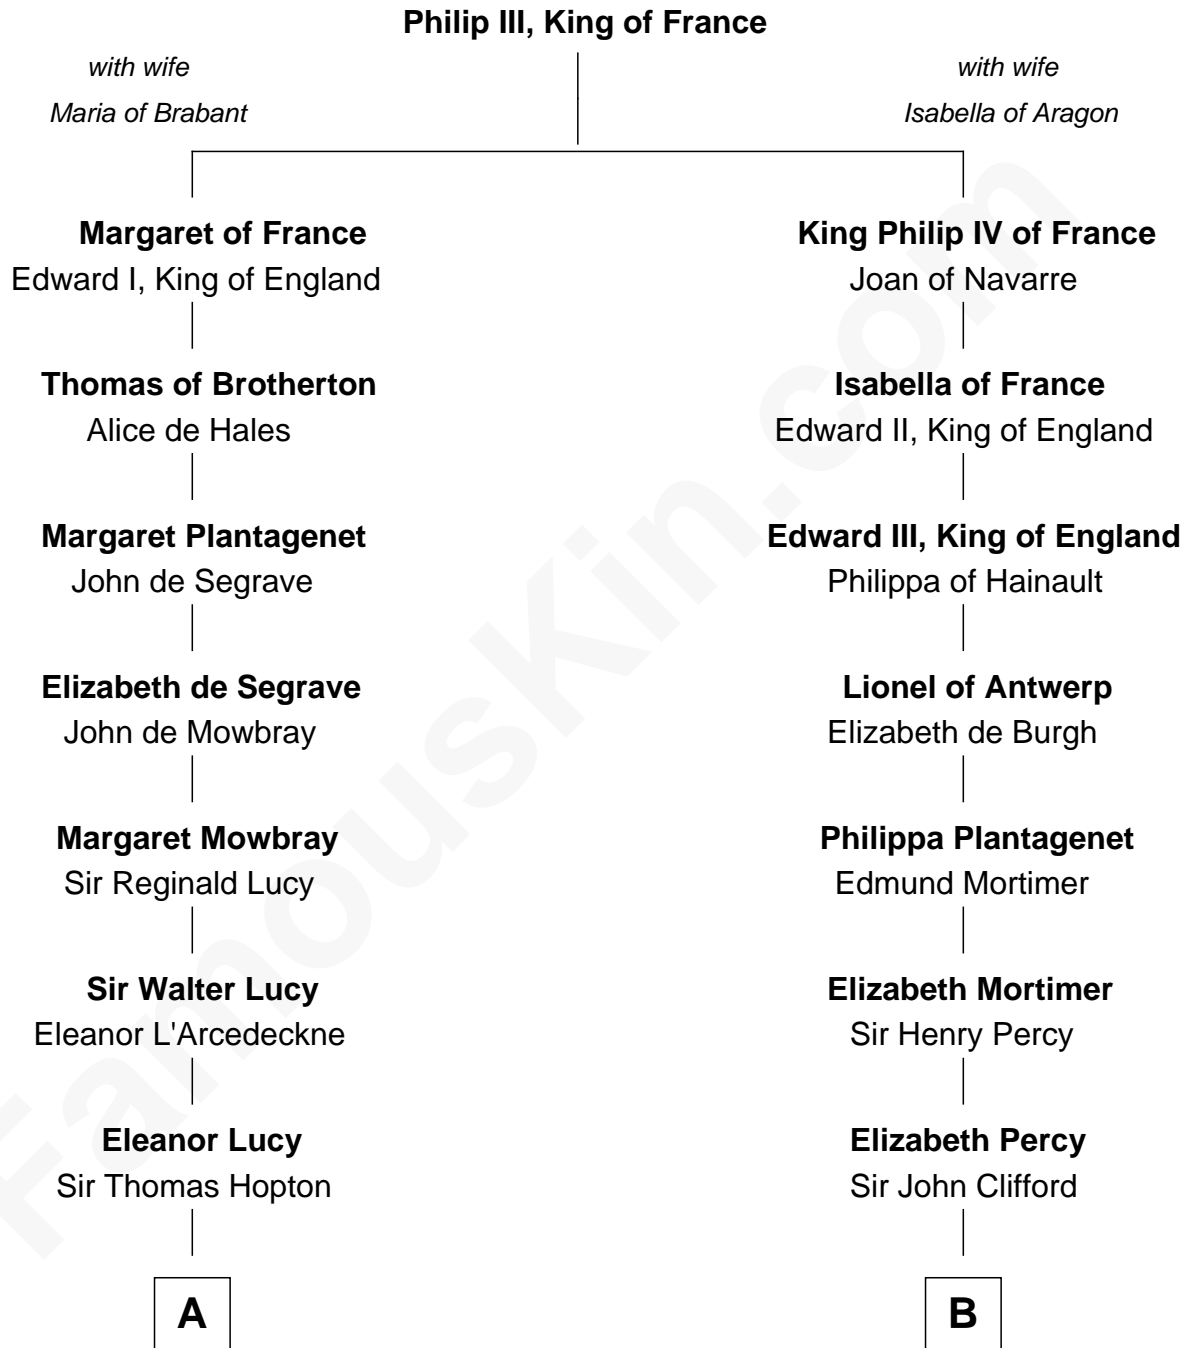 Philip III, King of France
with wife
Maria of Brabant
with wife
Isabella of Aragon
Margaret of France
Edward I, King of England
King Philip IV of France
Joan of Navarre
Thomas of Brotherton
Alice de Hales
Isabella of France
Edward II, King of England
Margaret Plantagenet
John de Segrave
Edward III, King of England
Philippa of Hainault
Elizabeth de Segrave
John de Mowbray
Lionel of Antwerp
Elizabeth de Burgh
Margaret Mowbray
Sir Reginald Lucy
Philippa Plantagenet
Edmund Mortimer
Sir Walter Lucy
Eleanor L'Arcedeckne
Elizabeth Mortimer
Sir Henry Percy
Eleanor Lucy
Sir Thomas Hopton
Elizabeth Percy
Sir John Clifford
A
B
FamousKin.com